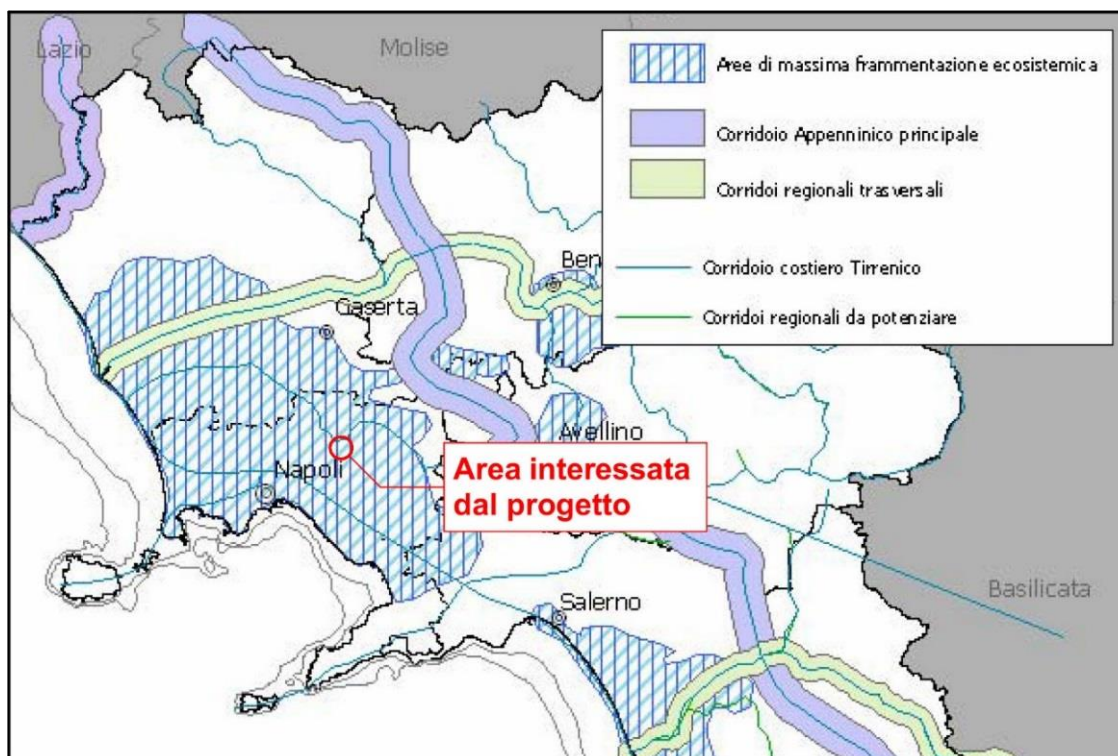 Lazio
Molise
Aree di massima frammentazione ecosistemica
Corridoio Appenninico principale
Corridoi regionali trasversali
Corridoio costiero Tirrenico
Corridoi regionali da potenziare
Ben
Caserta
Avellino
Napoli
Area interessata
dal progetto
Salerno
Basilicata